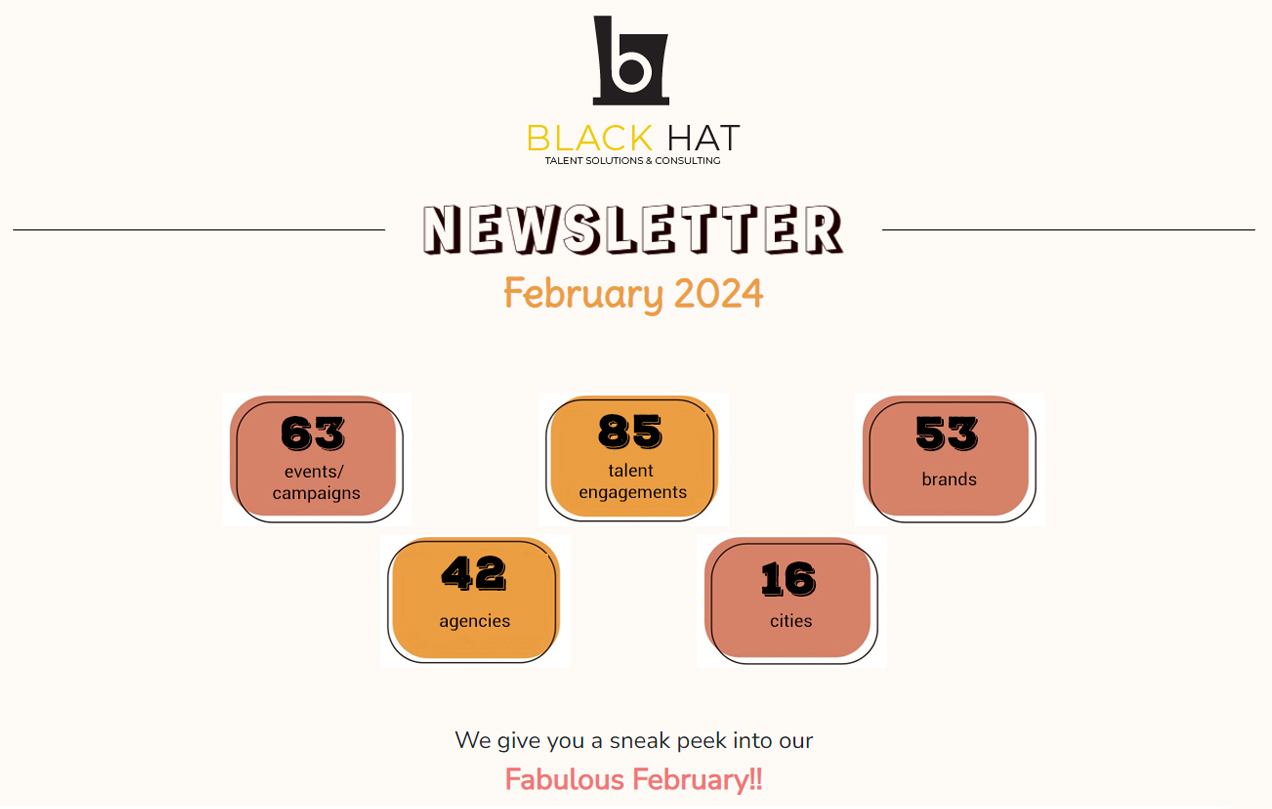 BLACK HAT
TALENT SOLUTIONS & CONSULTING
NEWSLETTER
February 2024
63
events/
campaigns
85
talent
engagements
53
brands
42
agencies
16
cities
We give you a sneak peek into our
Fabulous February!!